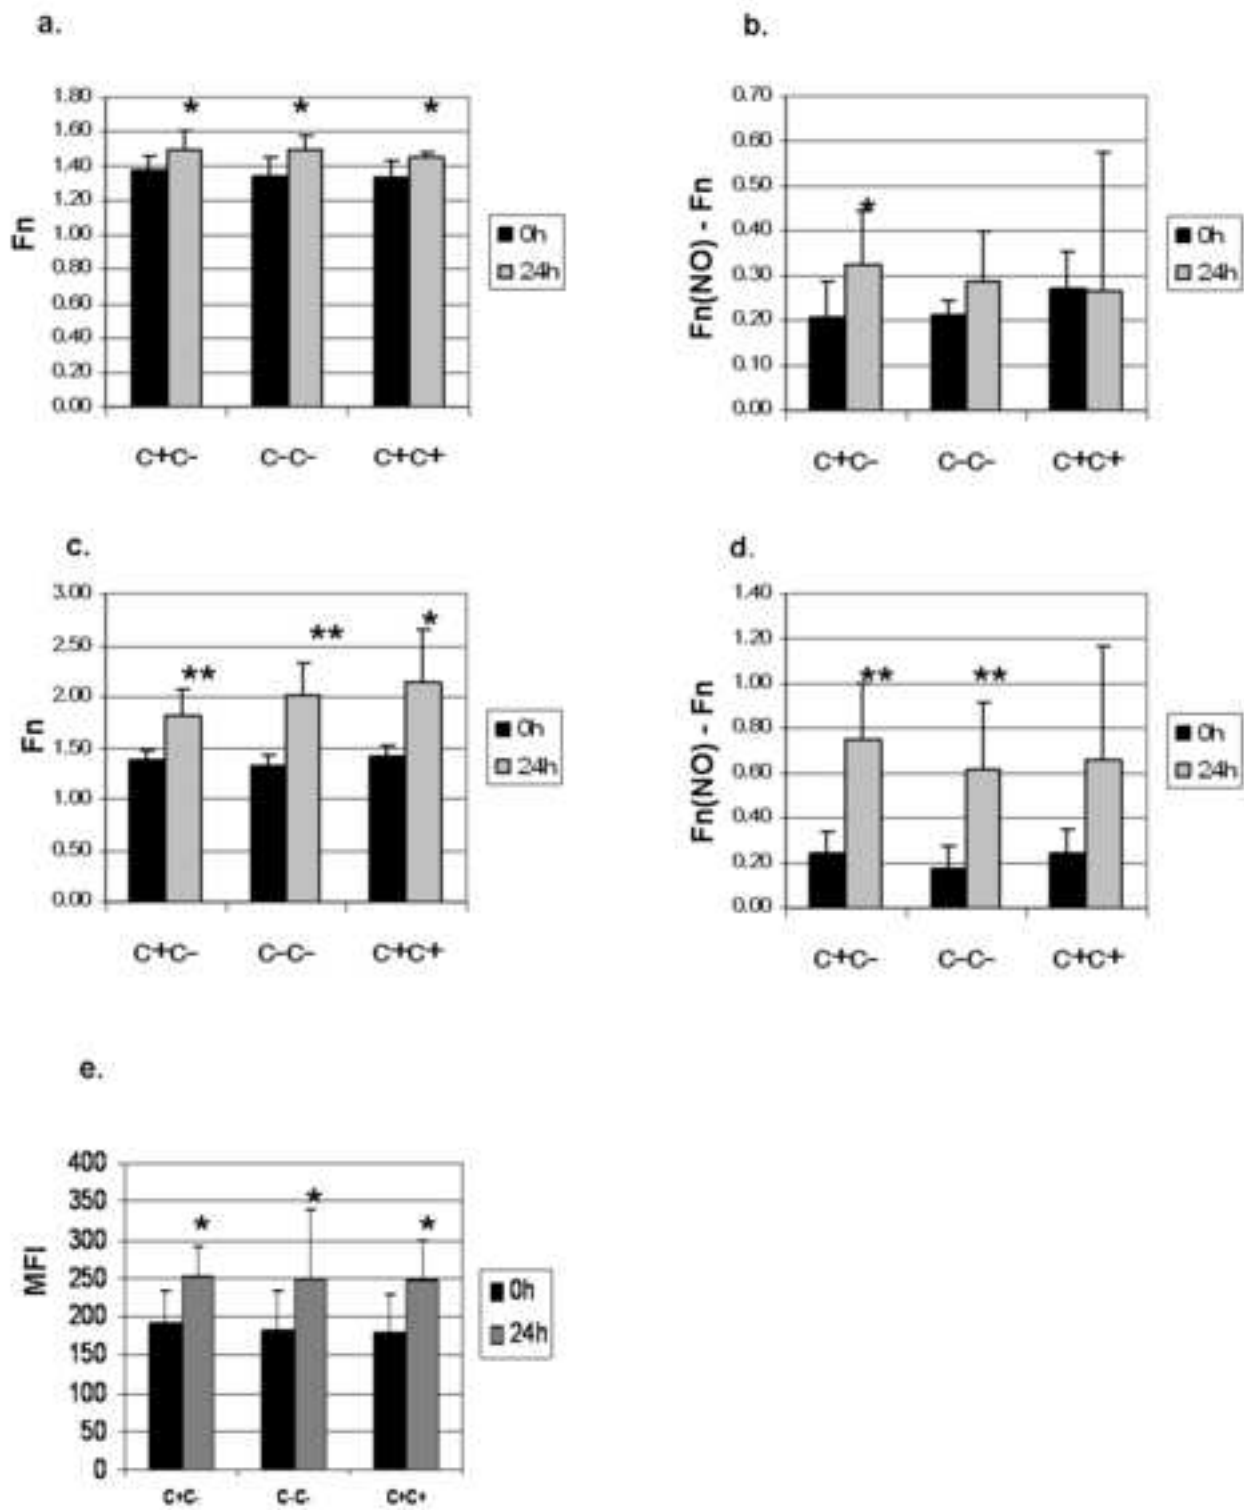 a.
1.80
1.60
1.40
1.20
1.00
0.80
0.60
0.40
0.20
0.00
Fn
* * *
C+C- C-C- C+C+
0h
24h
b.
0.70
0.60
0.50
0.40
0.30
0.20
0.10
0.00
Fn(NO) - Fn
*
C+C- C-C- C+C+
0h
24h
c.
3.00
2.50
2.00
1.50
1.00
0.50
0.00
Fn
** ** *
C+C- C-C- C+C+
0h
24h
d.
1.40
1.20
1.00
0.80
0.60
0.40
0.20
0.00
Fn(NO) - Fn
** **
C+C- C-C- C+C+
0h
24h
e.
400
350
300
250
200
150
100
50
0
MFI
* * *
C+C- C-C- C+C+
0h
24h